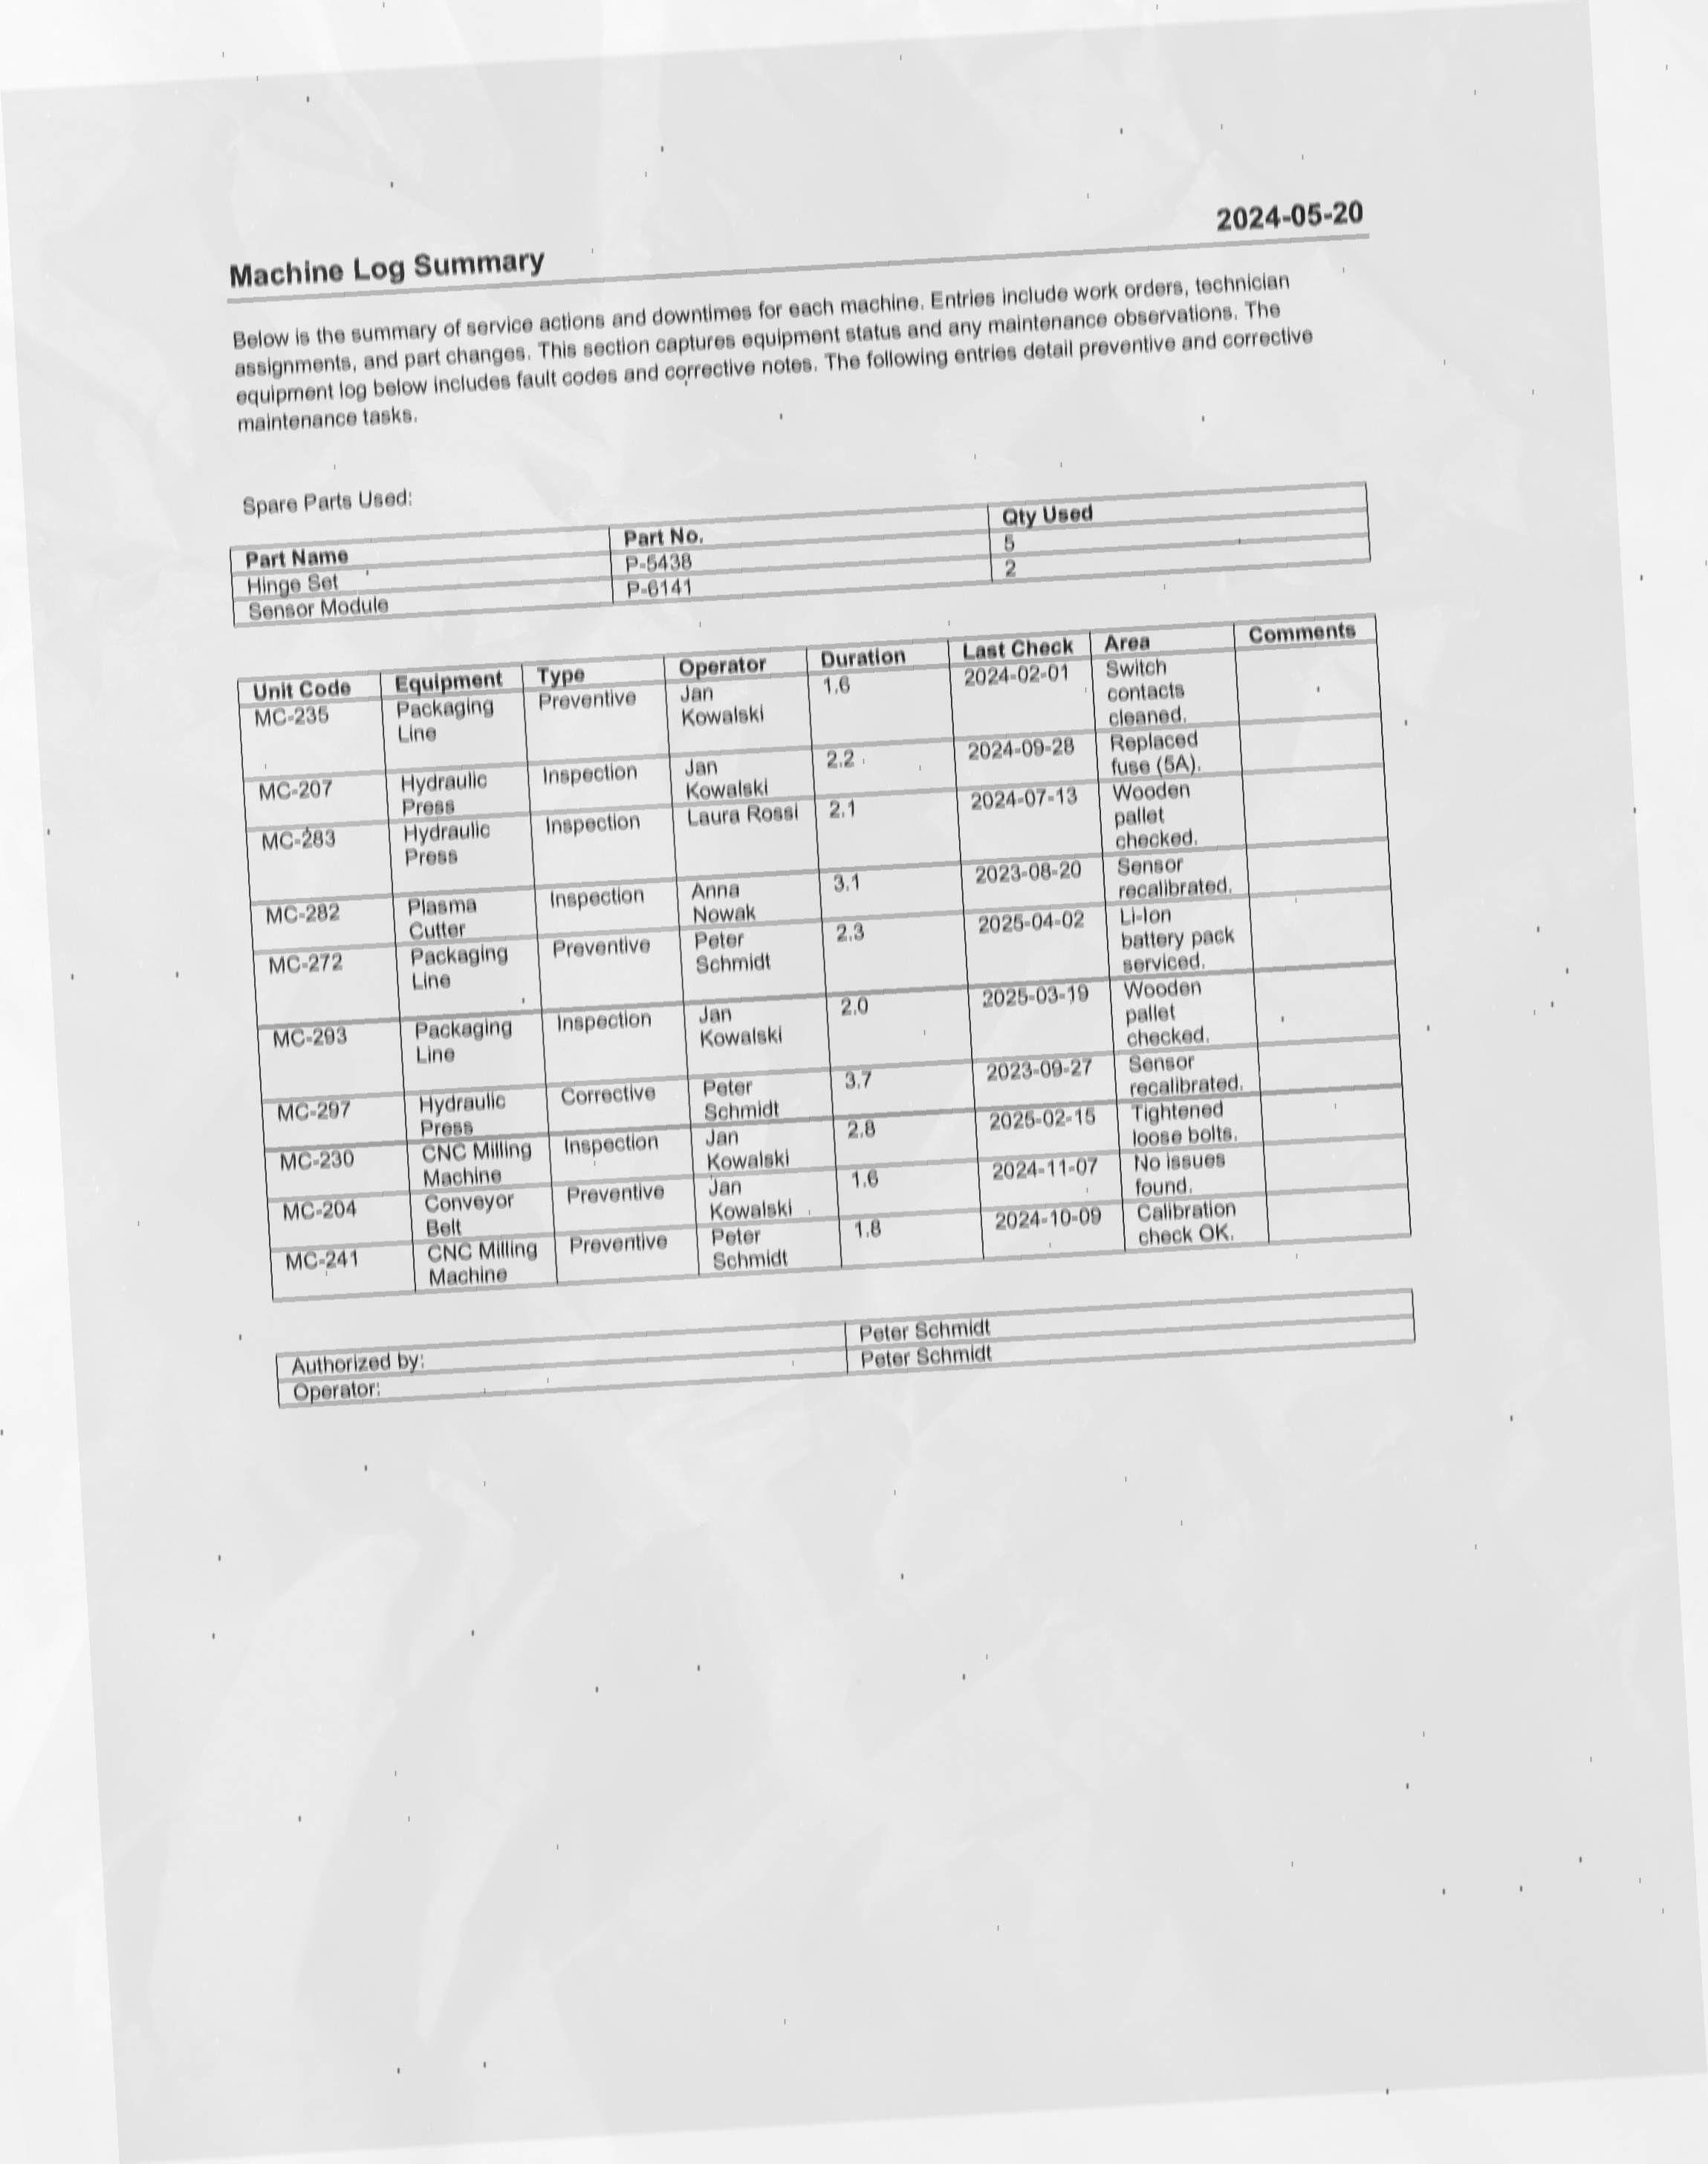 2024-05-20
Machine Log Summary
Below is the summary of service actions and downtimes for each machine. Entries include work orders, technician
assignments, and part changes. This section captures equipment status and any maintenance observations. The
equipment log below includes fault codes and corrective notes. The following entries detail preventive and corrective
maintenance tasks.
Spare Parts Used:
Part Name Part No. Qty Used
Hinge Set P-5438 5
Sensor Module P-6141 2
Unit Code Equipment Type Operator Duration Last Check Area Comments
MC-235 Packaging Preventive Jan 1.6 2024-02-01 Switch
Line Kowalski contacts
cleaned.
MC-207 Hydraulic Inspection Jan 2.2 2024-09-28 Replaced
Press Kowalski fuse (5A).
MC-283 Hydraulic Inspection Laura Rossi 2.1 2024-07-13 Wooden
Press pallet
checked.
MC-282 Plasma Inspection Anna 3.1 2023-08-20 Sensor
Cutter Nowak recalibrated.
MC-272 Packaging Preventive Peter 2.3 2025-04-02 Li-Ion
Line Schmidt battery pack
serviced.
MC-293 Packaging Inspection Jan 2.0 2025-03-19 Wooden
Line Kowalski pallet
checked.
MC-297 Hydraulic Corrective Peter 3.7 2023-09-27 Sensor
Press Schmidt recalibrated.
MC-230 CNC Milling Inspection Jan 2.8 2025-02-15 Tightened
Machine Kowalski loose bolts.
MC-204 Conveyor Preventive Jan 1.6 2024-11-07 No issues
Belt Kowalski found.
MC-241 CNC Milling Preventive Peter 1.8 2024-10-09 Calibration
Machine Schmidt check OK.
Authorized by: Peter Schmidt
Operator: Peter Schmidt